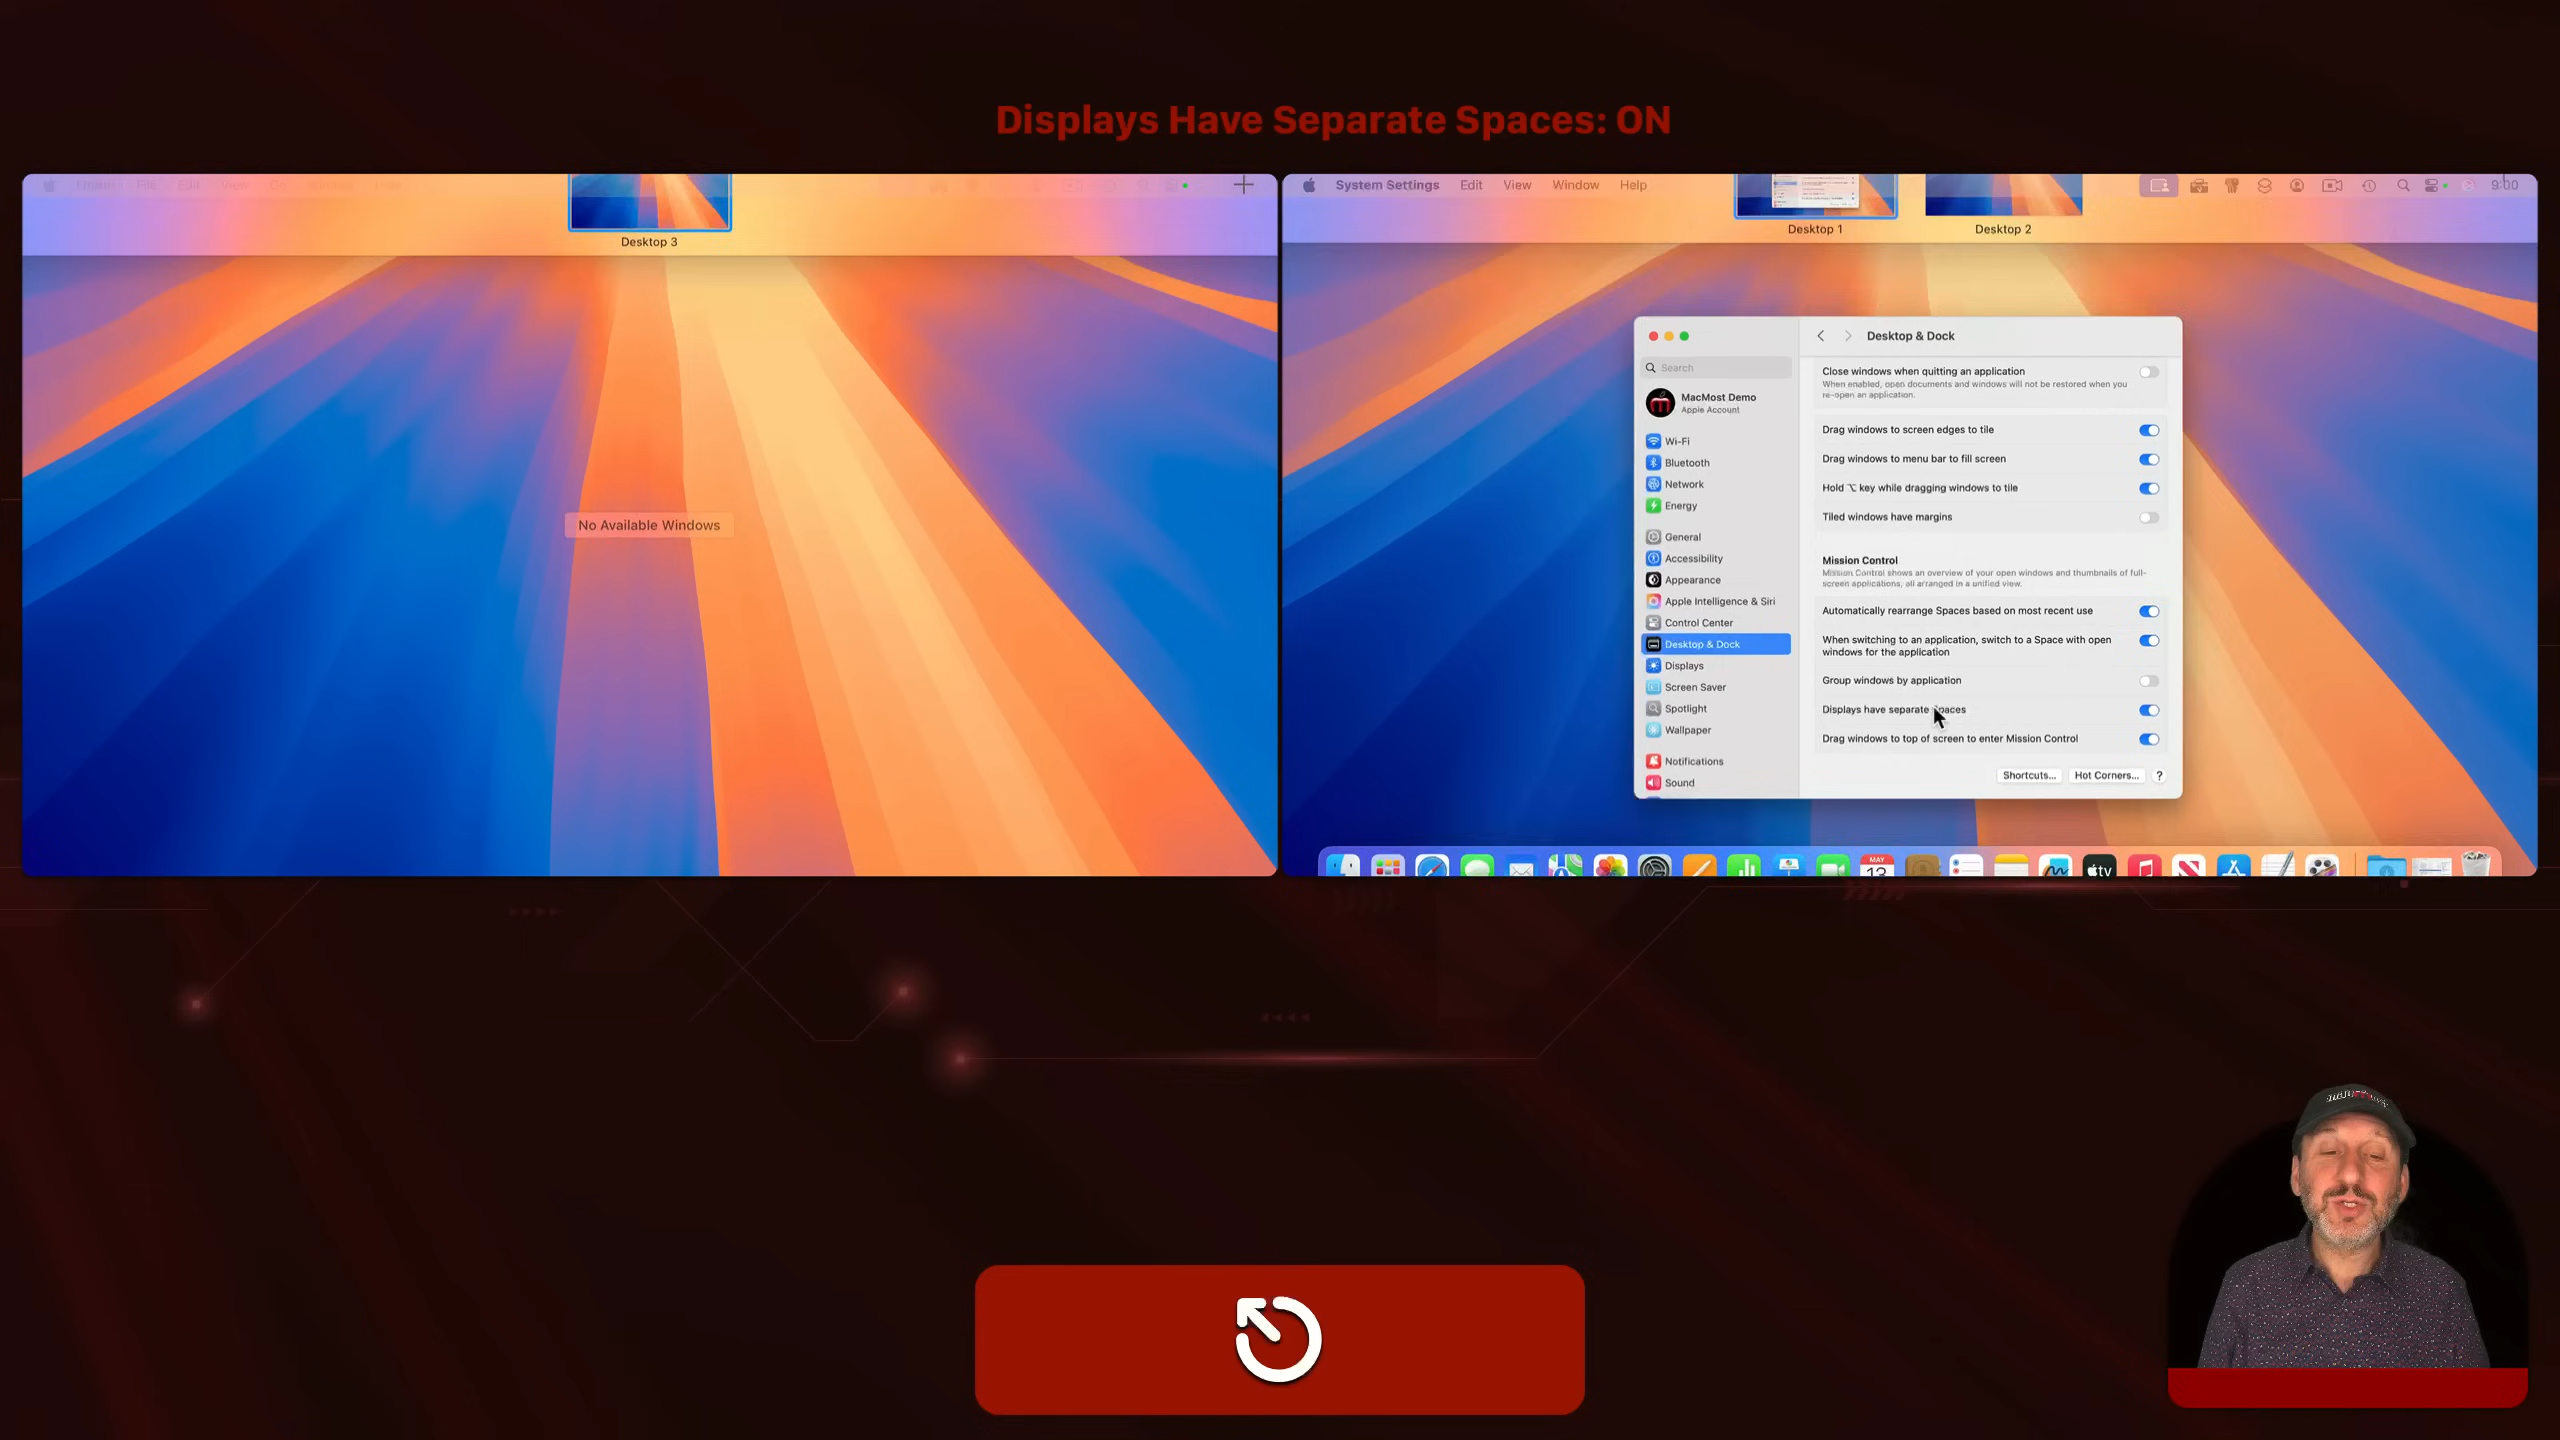 Displays Have Separate Spaces: ON
Desktop 3
No Available Windows
System Settings Edit View Window Help
9:00
Desktop 1
Desktop 2
Search
MacMost Demo
Apple Account
Wi-Fi
Bluetooth
Network
Energy
General
Accessibility
Appearance
Apple Intelligence & Siri
Control Center
Desktop & Dock
Displays
Screen Saver
Spotlight
Wallpaper
Notifications
Sound
Desktop & Dock
Close windows when quitting an application
When enabled, open documents and windows will not be restored when you
re-open an application.
Drag windows to screen edges to tile
Drag windows to menu bar to fill screen
Hold ⌥ key while dragging windows to tile
Tiled windows have margins
Mission Control
Mission Control shows an overview of your open windows and thumbnails of full-
screen applications, all arranged in a unified view.
Automatically rearrange Spaces based on most recent use
When switching to an application, switch to a Space with open
windows for the application
Group windows by application
Displays have separate spaces
Drag windows to top of screen to enter Mission Control
Shortcuts... Hot Corners... ?
MAY
13
tv